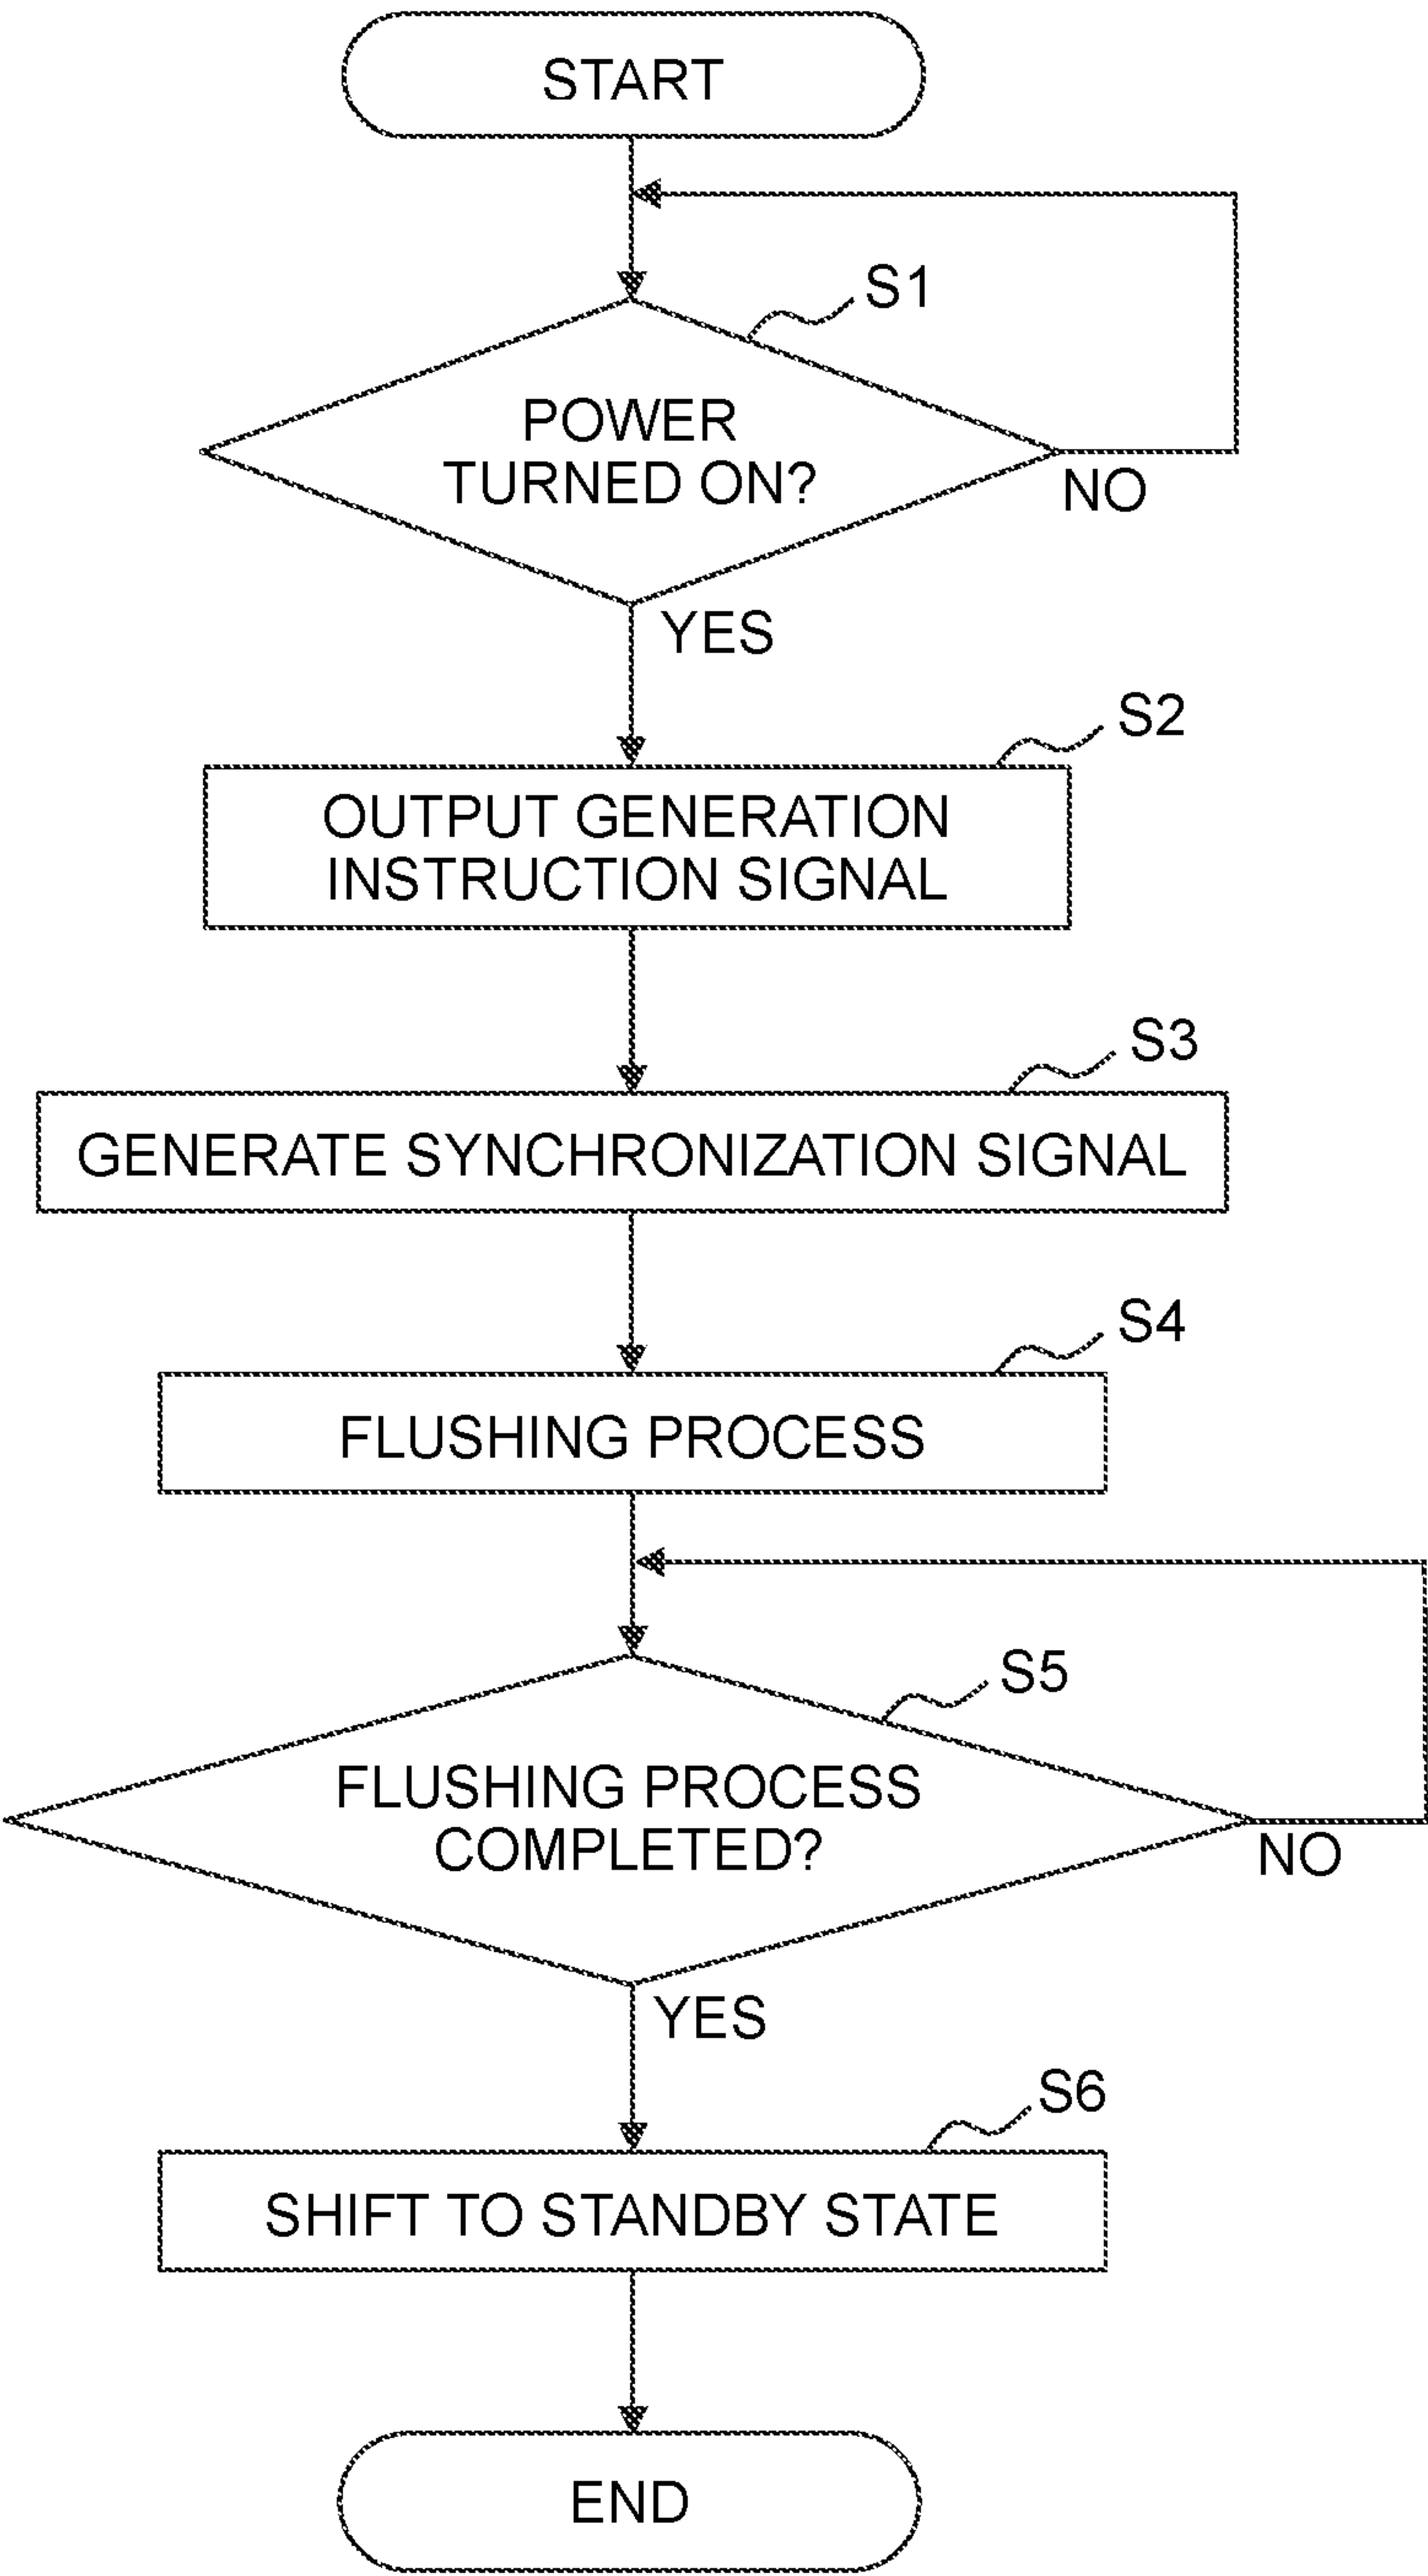 START
S1
POWER
TURNED ON?
NO
YES
S2
OUTPUT GENERATION
INSTRUCTION SIGNAL
S3
GENERATE SYNCHRONIZATION SIGNAL
S4
FLUSHING PROCESS
S5
FLUSHING PROCESS
COMPLETED?
NO
YES
S6
SHIFT TO STANDBY STATE
END